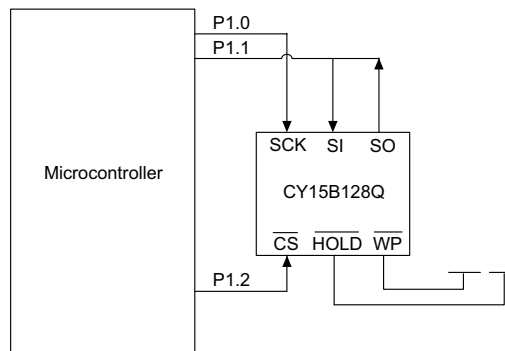 P1.0
P1.1
SCK SI SO
Microcontroller
CY15B128Q
CS HOLD WP
P1.2